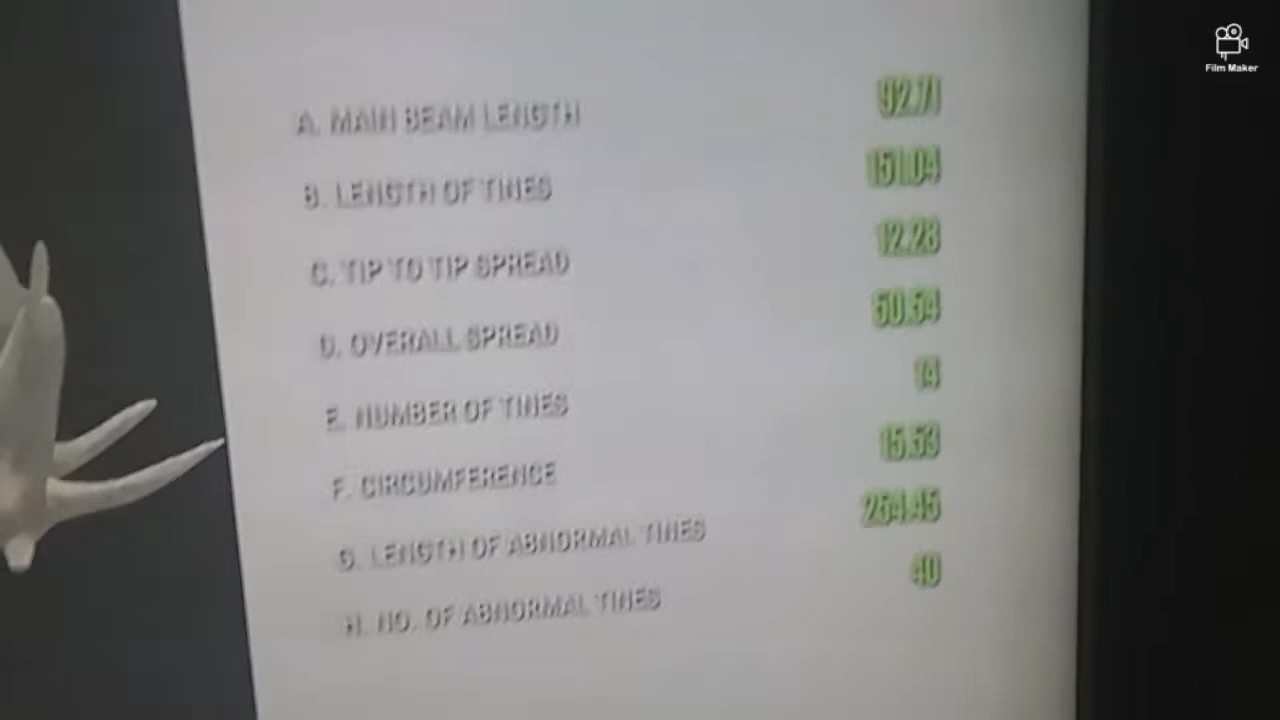 A. MAIN BEAM LENGTH 92.71
B. LENGTH OF TINES 151.04
C. TIP TO TIP SPREAD 12.23
D. OVERALL SPREAD 50.54
E. NUMBER OF TINES 14
F. CIRCUMFERENCE 15.53
G. LENGTH OF ABNORMAL TINES 254.45
H. NO. OF ABNORMAL TINES 40
Film Maker